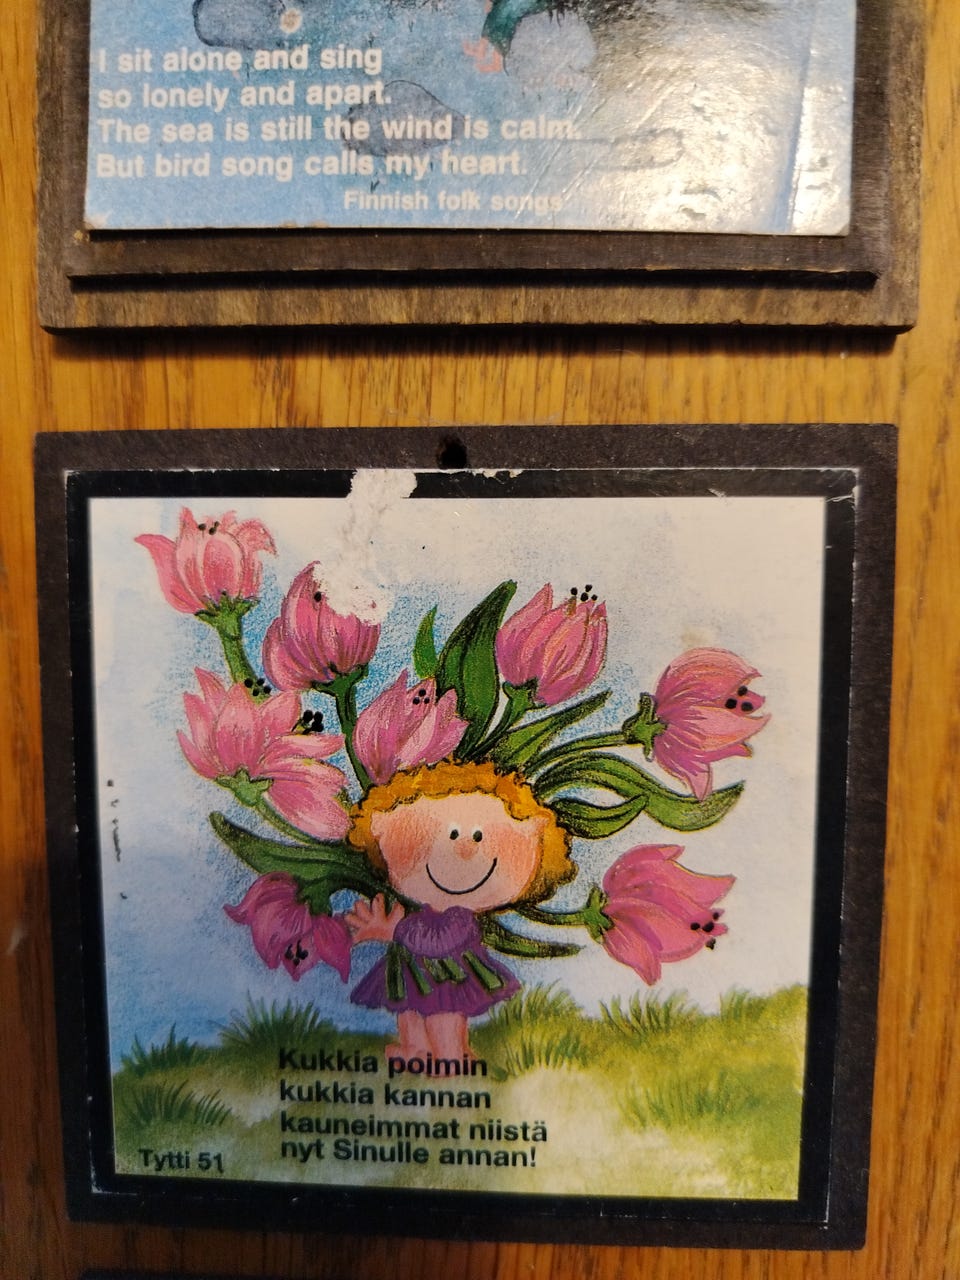 I sit alone and sing
so lonely and apart.
The sea is still the wind is calm.
But bird song calls my heart.
Finnish folk songs
Kukkia poimin
kukkia kannan
kauneimmat niistä
nyt Sinulle annan!
Tytti 51